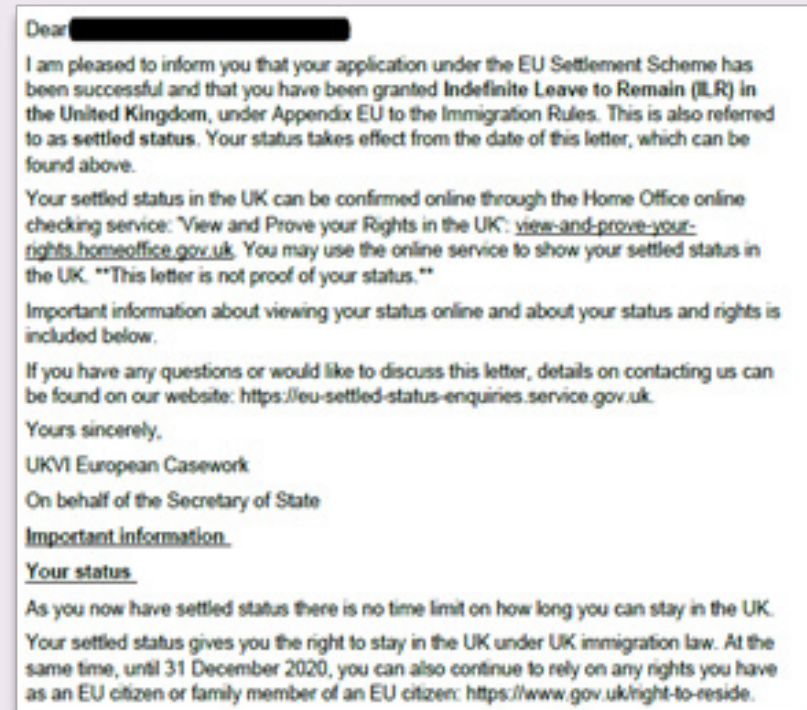 Dear
I am pleased to inform you that your application under the EU Settlement Scheme has
been successful and that you have been granted Indefinite Leave to Remain (ILR) in
the United Kingdom, under Appendix EU to the Immigration Rules. This is also referred
to as settled status. Your status takes effect from the date of this letter, which can be
found above.
Your settled status in the UK can be confirmed online through the Home Office online
checking service: 'View and Prove your Rights in the UK': view-and-prove-your-
rights.homeoffice.gov.uk. You may use the online service to show your settled status in
the UK. **This letter is not proof of your status.**
Important information about viewing your status online and about your status and rights is
included below.
If you have any questions or would like to discuss this letter, details on contacting us can
be found on our website: https://eu-settled-status-enquiries.service.gov.uk.
Yours sincerely,
UKVI European Casework
On behalf of the Secretary of State
Important information
Your status
As you now have settled status there is no time limit on how long you can stay in the UK.
Your settled status gives you the right to stay in the UK under UK immigration law. At the
same time, until 31 December 2020, you can also continue to rely on any rights you have
as an EU citizen or family member of an EU citizen: https://www.gov.uk/right-to-reside.